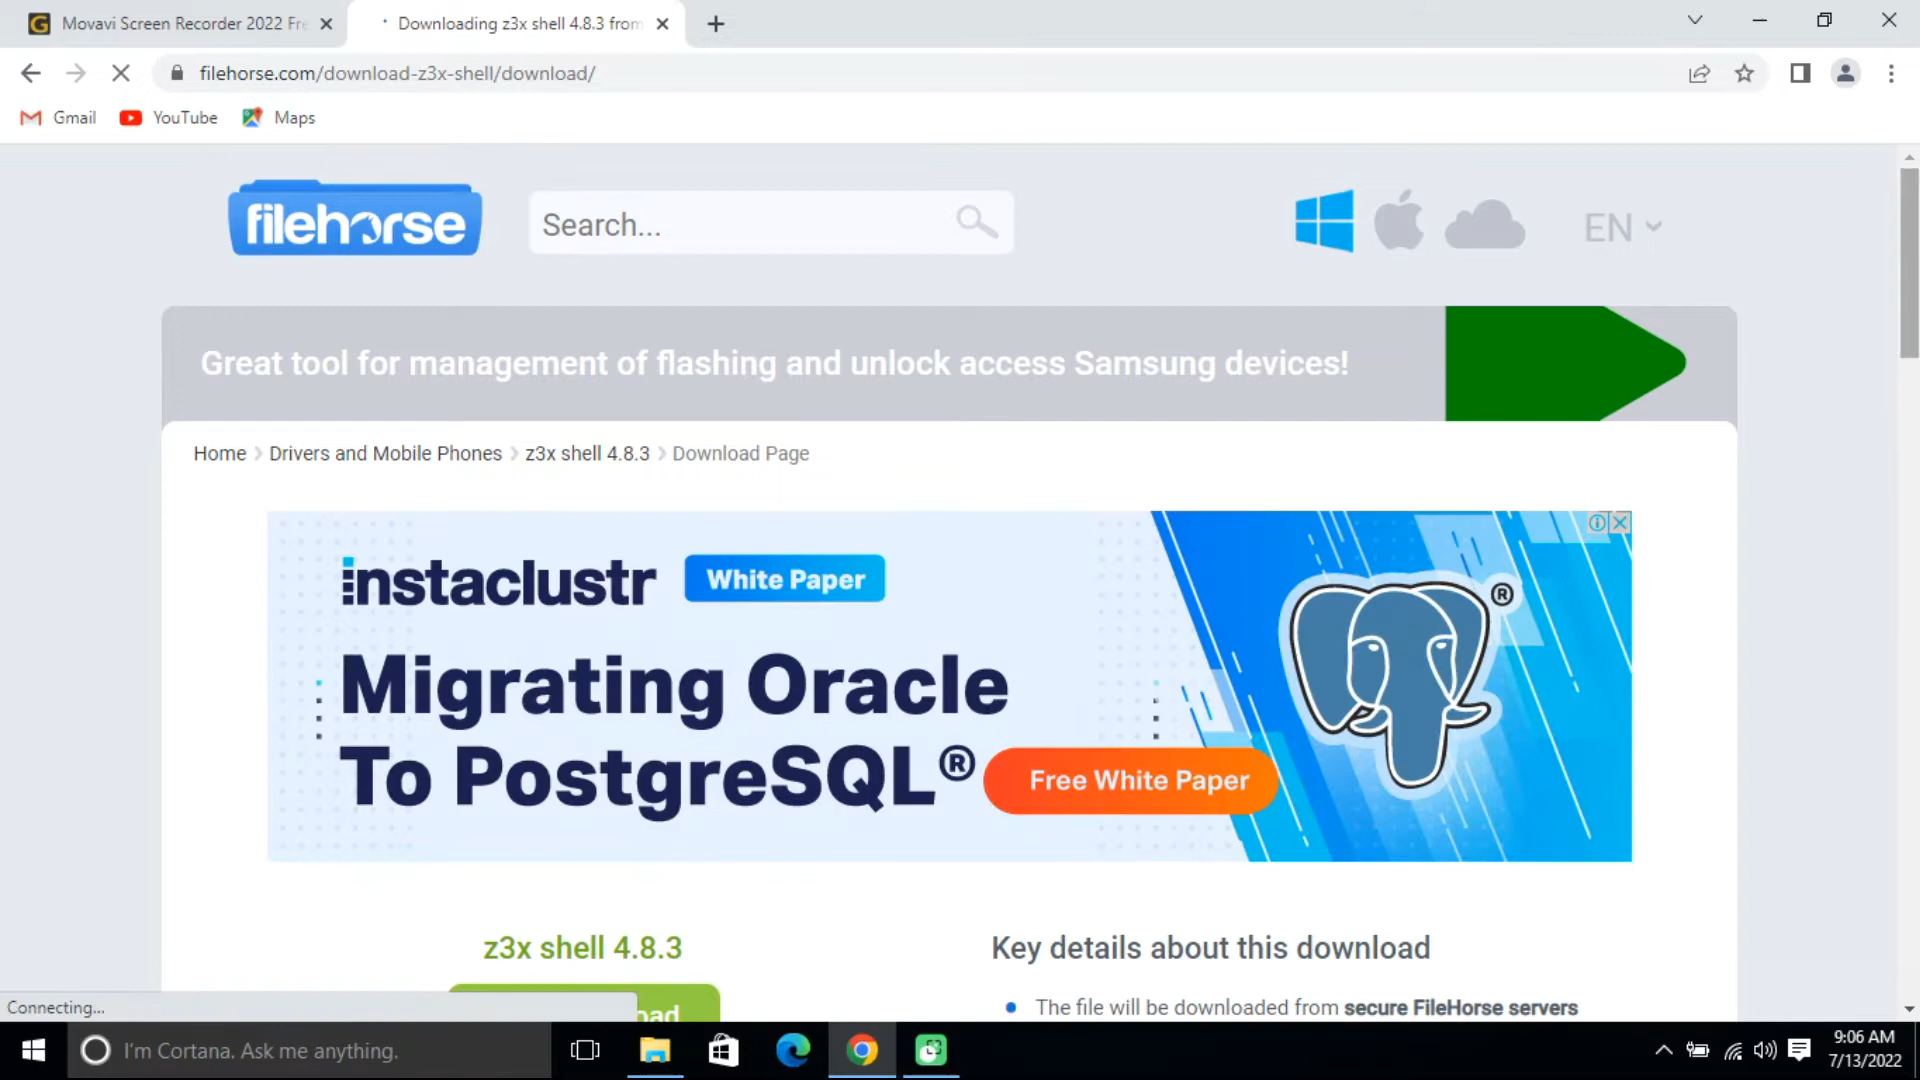 Movavi Screen Recorder 2022 Fre
Downloading z3x shell 4.8.3 from
filehorse.com/download-z3x-shell/download/
Gmail
YouTube
Maps
filehorse
Search...
EN
Great tool for management of flashing and unlock access Samsung devices!
Home
Drivers and Mobile Phones
z3x shell 4.8.3
Download Page
instaclustr
White Paper
Migrating Oracle
To PostgreSQL®
Free White Paper
®
z3x shell 4.8.3
Key details about this download
The file will be downloaded from secure FileHorse servers
Connecting...
I'm Cortana. Ask me anything.
9:06 AM
7/13/2022